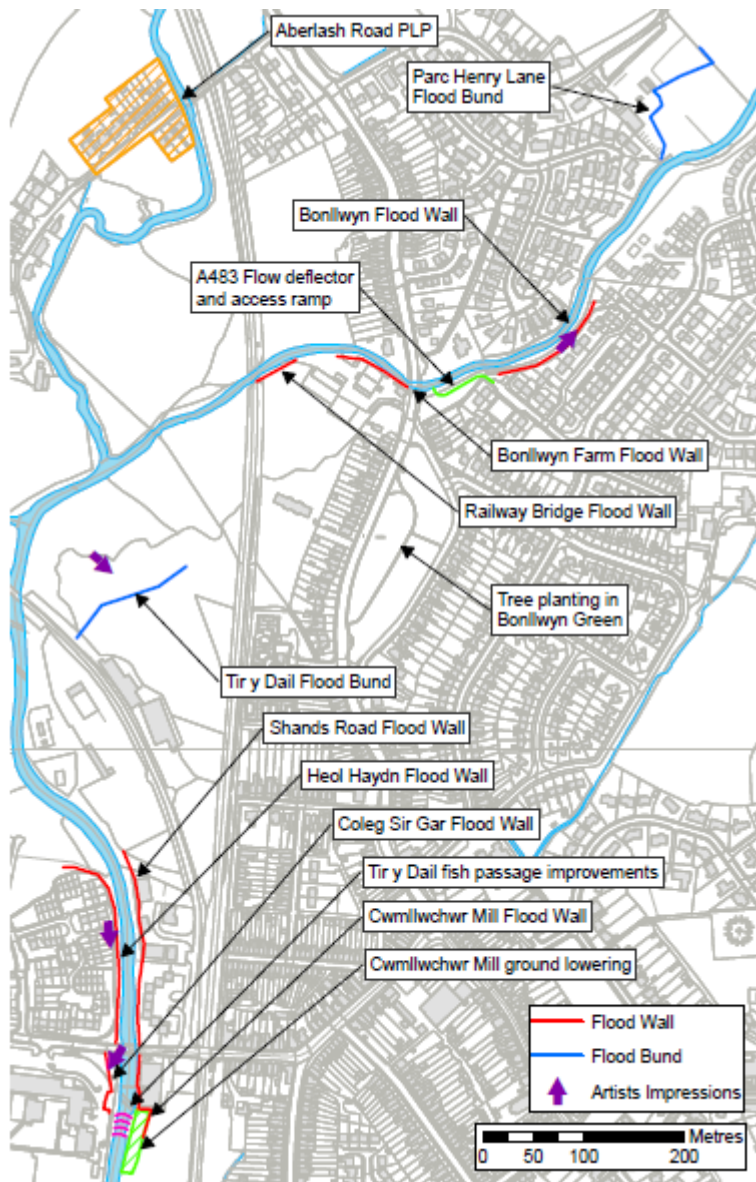 Aberlash Road PLP
Parc Henry Lane
Flood Bund
Bonllwyn Flood Wall
A483 Flow deflector
and access ramp
Bonllwyn Farm Flood Wall
Railway Bridge Flood Wall
Tree planting in
Bonllwyn Green
Tir y Dail Flood Bund
Shands Road Flood Wall
Heol Haydn Flood Wall
Coleg Sir Gar Flood Wall
Tir y Dail fish passage improvements
Cwmllwchwr Mill Flood Wall
Cwmllwchwr Mill ground lowering
Flood Wall
Flood Bund
Artists Impressions
Metres
0 50 100 200